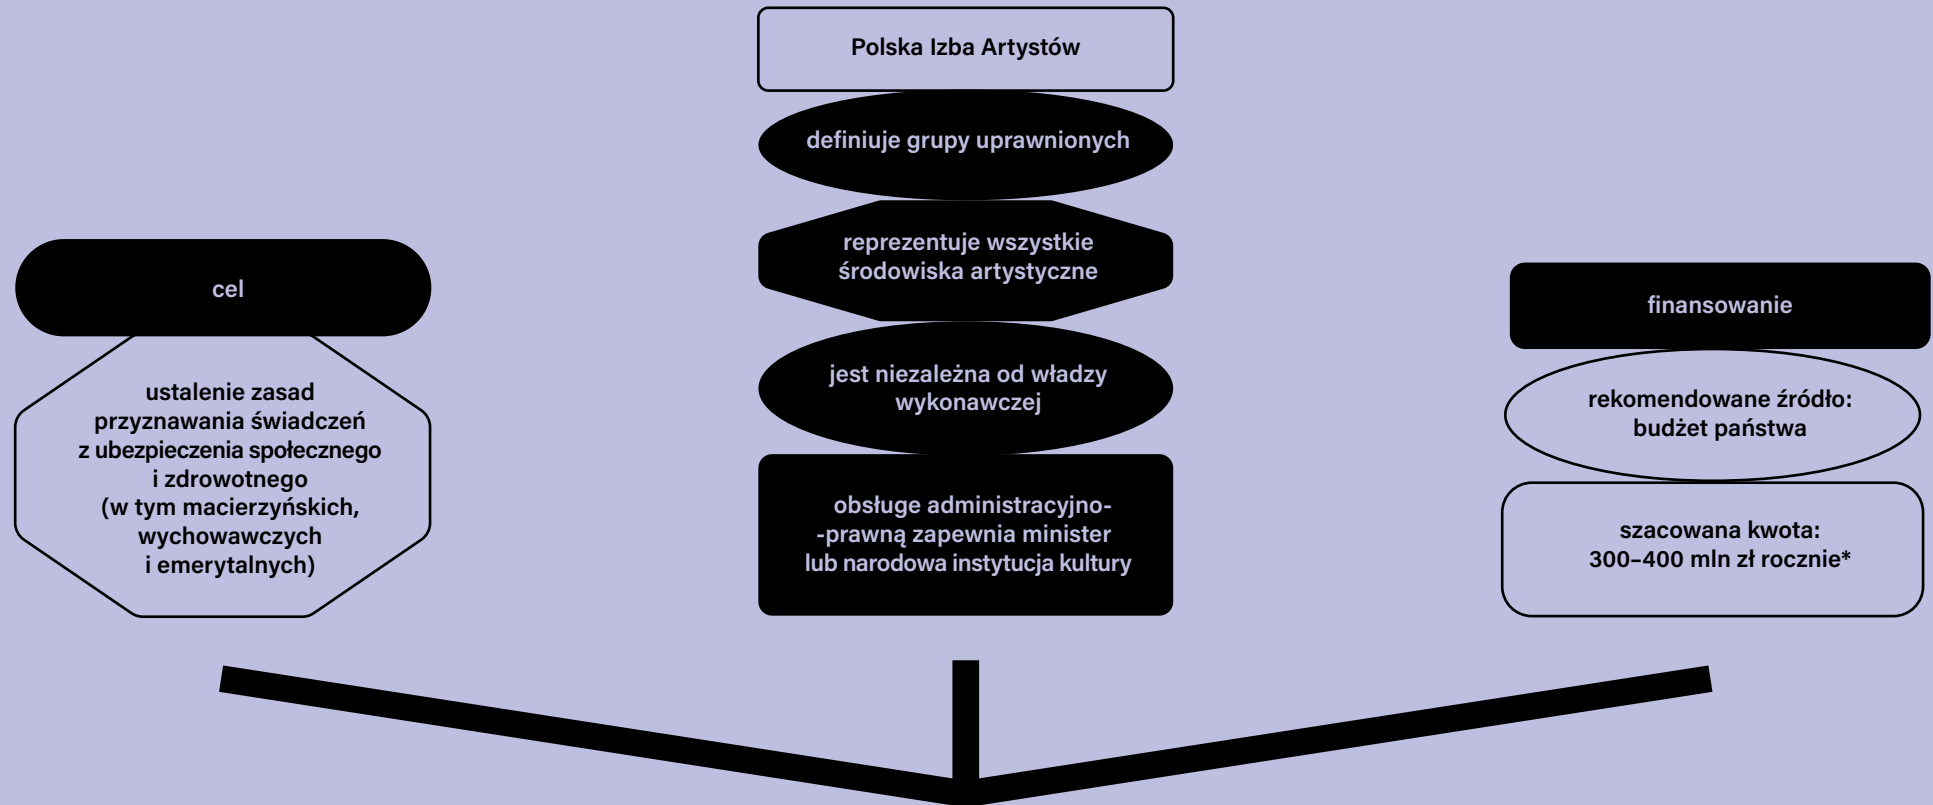 Polska Izba Artystów
definiuje grupy uprawnionych
reprezentuje wszystkie
środowiska artystyczne
jest niezależna od władzy
wykonawczej
obsługe administracyjno-
-prawną zapewnia minister
lub narodowa instytucja kultury
cel
ustalenie zasad
przyznawania świadczeń
z ubezpieczenia społecznego
i zdrowotnego
(w tym macierzyńskich,
wychowawczych
i emerytalnych)
finansowanie
rekomendowane źródło:
budżet państwa
szacowana kwota:
300–400 mln zł rocznie*